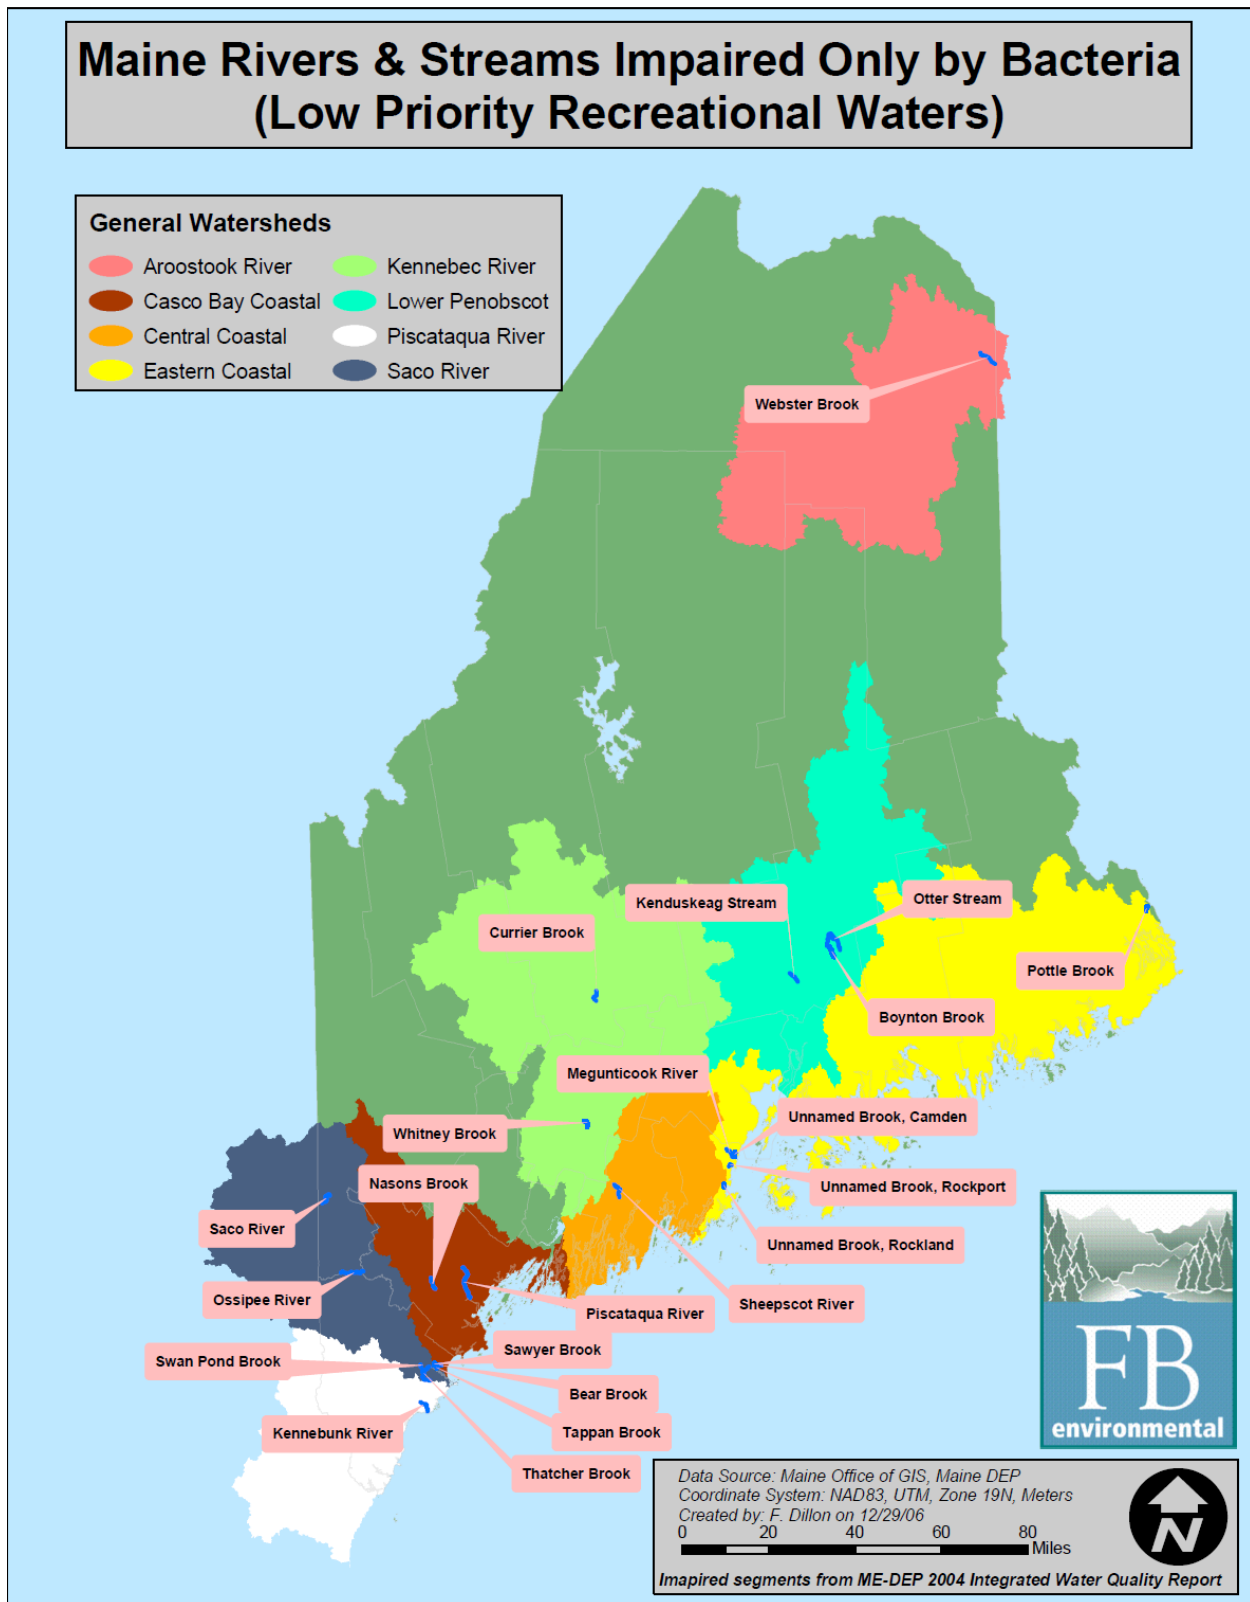 Maine Rivers & Streams Impaired Only by Bacteria
(Low Priority Recreational Waters)
General Watersheds
Aroostook River
Kennebec River
Casco Bay Coastal
Lower Penobscot
Central Coastal
Piscataqua River
Eastern Coastal
Saco River
Webster Brook
Kenduskeag Stream
Otter Stream
Currier Brook
Pottle Brook
Boynton Brook
Megunticook River
Unnamed Brook, Camden
Whitney Brook
Nasons Brook
Unnamed Brook, Rockport
Saco River
Unnamed Brook, Rockland
Ossipee River
Sheepscot River
Piscataqua River
Sawyer Brook
Swan Pond Brook
Bear Brook
Kennebunk River
Tappan Brook
Thatcher Brook
FB
environmental
Data Source: Maine Office of GIS, Maine DEP
Coordinate System: NAD83, UTM, Zone 19N, Meters
Created by: F. Dillon on 12/29/06
0 20 40 60 80
Miles
N
Imapired segments from ME-DEP 2004 Integrated Water Quality Report